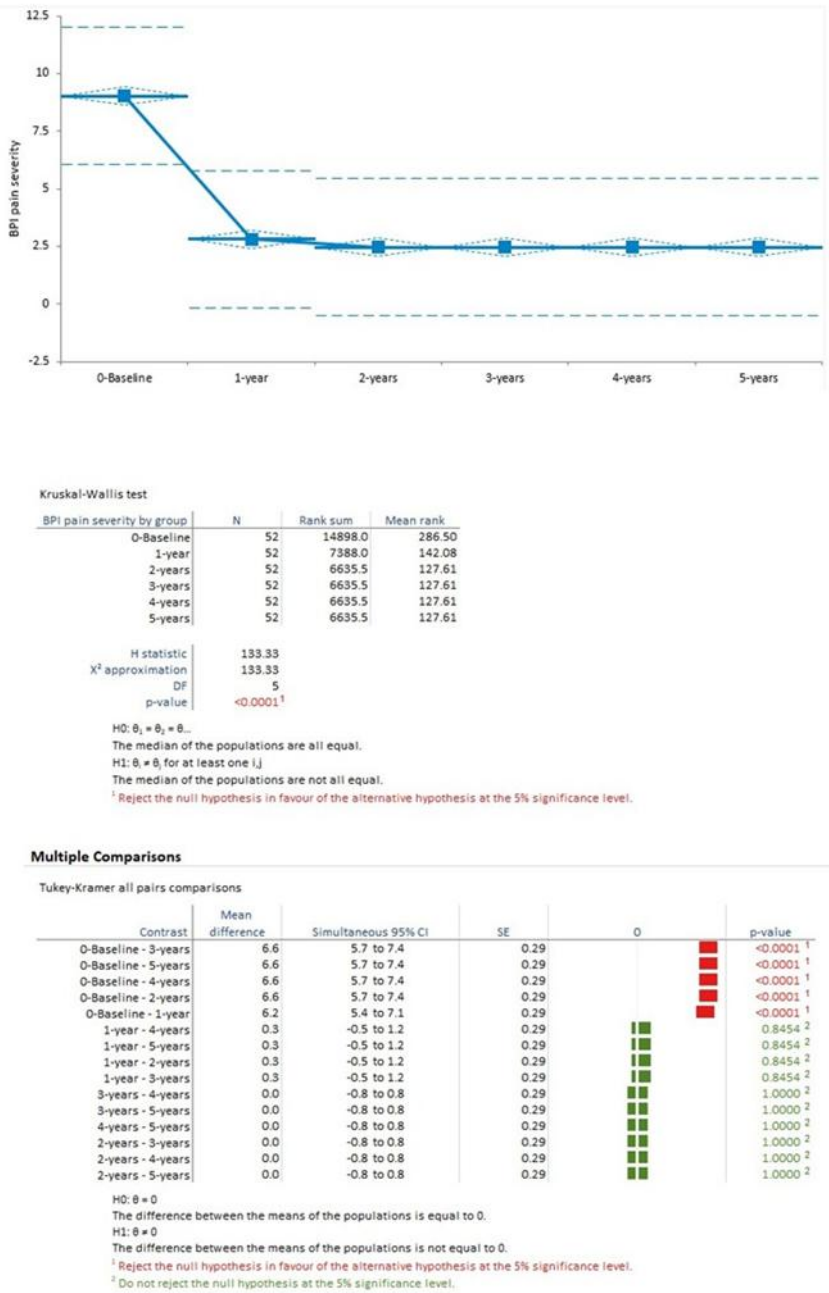 12.5
10
7.5
5
2.5
0
-2.5
BPI pain severity
0-Baseline 1-year 2-years 3-years 4-years 5-years
Kruskal-Wallis test
BPI pain severity by group N Rank sum Mean rank
0-Baseline 52 14898.0 286.50
1-year 52 7388.0 142.08
2-years 52 6635.5 127.61
3-years 52 6635.5 127.61
4-years 52 6635.5 127.61
5-years 52 6635.5 127.61
H statistic 133.33
X² approximation 133.33
DF 5
p-value <0.0001¹
H0: θ₁ = θ₂ = θ...
The median of the populations are all equal.
H1: θᵢ ≠ θⱼ for at least one i,j
The median of the populations are not all equal.
¹ Reject the null hypothesis in favour of the alternative hypothesis at the 5% significance level.
Multiple Comparisons
Tukey-Kramer all pairs comparisons
Contrast Mean difference Simultaneous 95% CI SE 0 p-value
0-Baseline - 3-years 6.6 5.7 to 7.4 0.29 <0.0001 ¹
0-Baseline - 5-years 6.6 5.7 to 7.4 0.29 <0.0001 ¹
0-Baseline - 4-years 6.6 5.7 to 7.4 0.29 <0.0001 ¹
0-Baseline - 2-years 6.6 5.7 to 7.4 0.29 <0.0001 ¹
0-Baseline - 1-year 6.2 5.4 to 7.1 0.29 <0.0001 ¹
1-year - 4-years 0.3 -0.5 to 1.2 0.29 0.8454 ²
1-year - 5-years 0.3 -0.5 to 1.2 0.29 0.8454 ²
1-year - 2-years 0.3 -0.5 to 1.2 0.29 0.8454 ²
1-year - 3-years 0.3 -0.5 to 1.2 0.29 0.8454 ²
3-years - 4-years 0.0 -0.8 to 0.8 0.29 1.0000 ²
3-years - 5-years 0.0 -0.8 to 0.8 0.29 1.0000 ²
4-years - 5-years 0.0 -0.8 to 0.8 0.29 1.0000 ²
2-years - 3-years 0.0 -0.8 to 0.8 0.29 1.0000 ²
2-years - 4-years 0.0 -0.8 to 0.8 0.29 1.0000 ²
2-years - 5-years 0.0 -0.8 to 0.8 0.29 1.0000 ²
H0: θ = 0
The difference between the means of the populations is equal to 0.
H1: θ ≠ 0
The difference between the means of the populations is not equal to 0.
¹ Reject the null hypothesis in favour of the alternative hypothesis at the 5% significance level.
² Do not reject the null hypothesis at the 5% significance level.